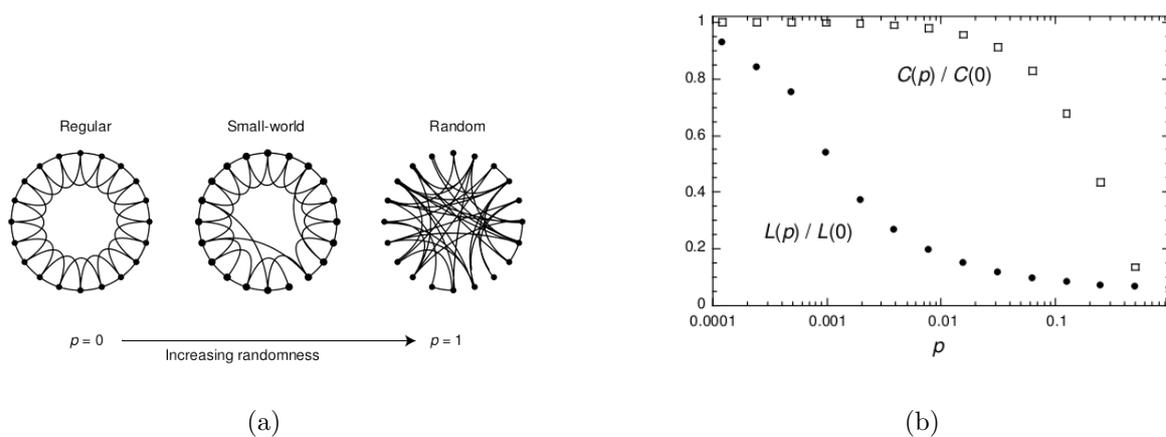 Regular
Small-world
Random
p = 0
Increasing randomness
p = 1
(a)
1
0.8
0.6
0.4
0.2
0
C(p) / C(0)
L(p) / L(0)
0.0001
0.001
0.01
0.1
p
(b)